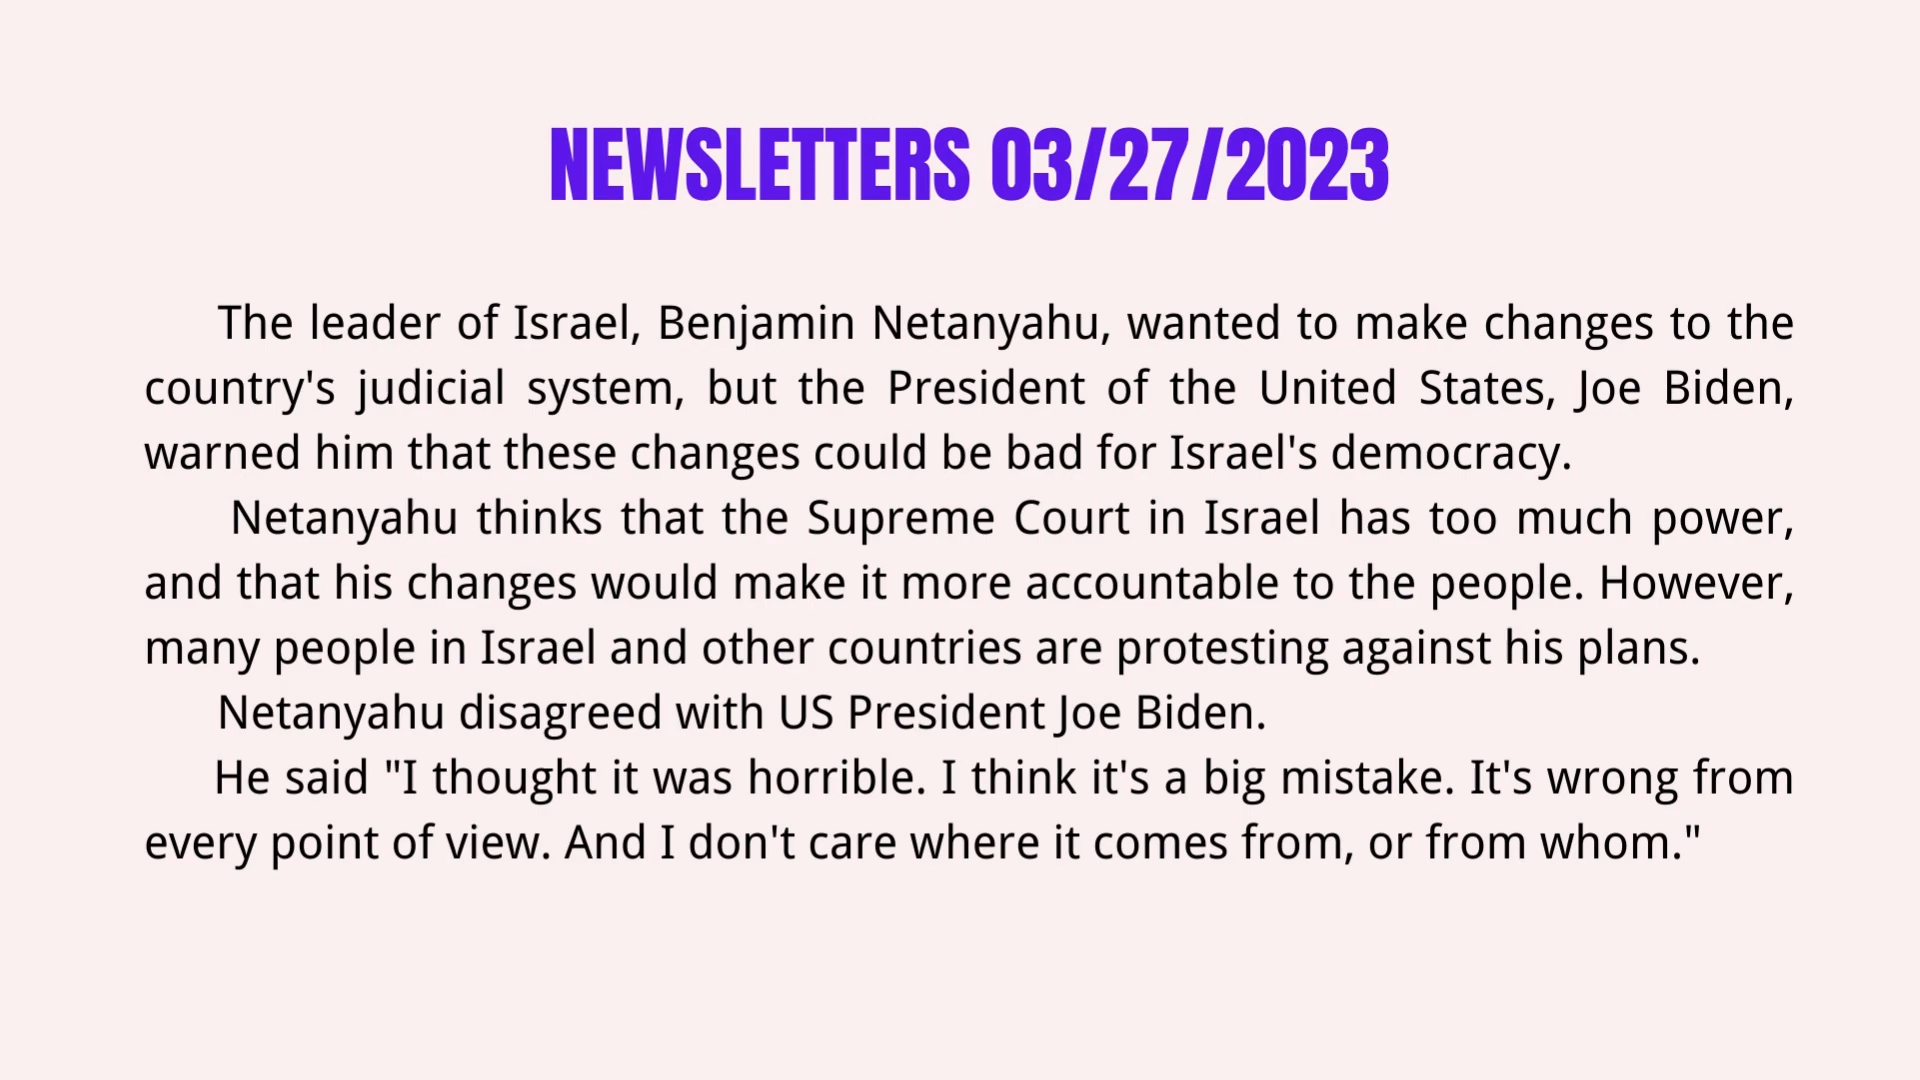 NEWSLETTERS 03/27/2023
The leader of Israel, Benjamin Netanyahu, wanted to make changes to the
country's judicial system, but the President of the United States, Joe Biden,
warned him that these changes could be bad for Israel's democracy.
Netanyahu thinks that the Supreme Court in Israel has too much power,
and that his changes would make it more accountable to the people. However,
many people in Israel and other countries are protesting against his plans.
Netanyahu disagreed with US President Joe Biden.
He said "I thought it was horrible. I think it's a big mistake. It's wrong from
every point of view. And I don't care where it comes from, or from whom."